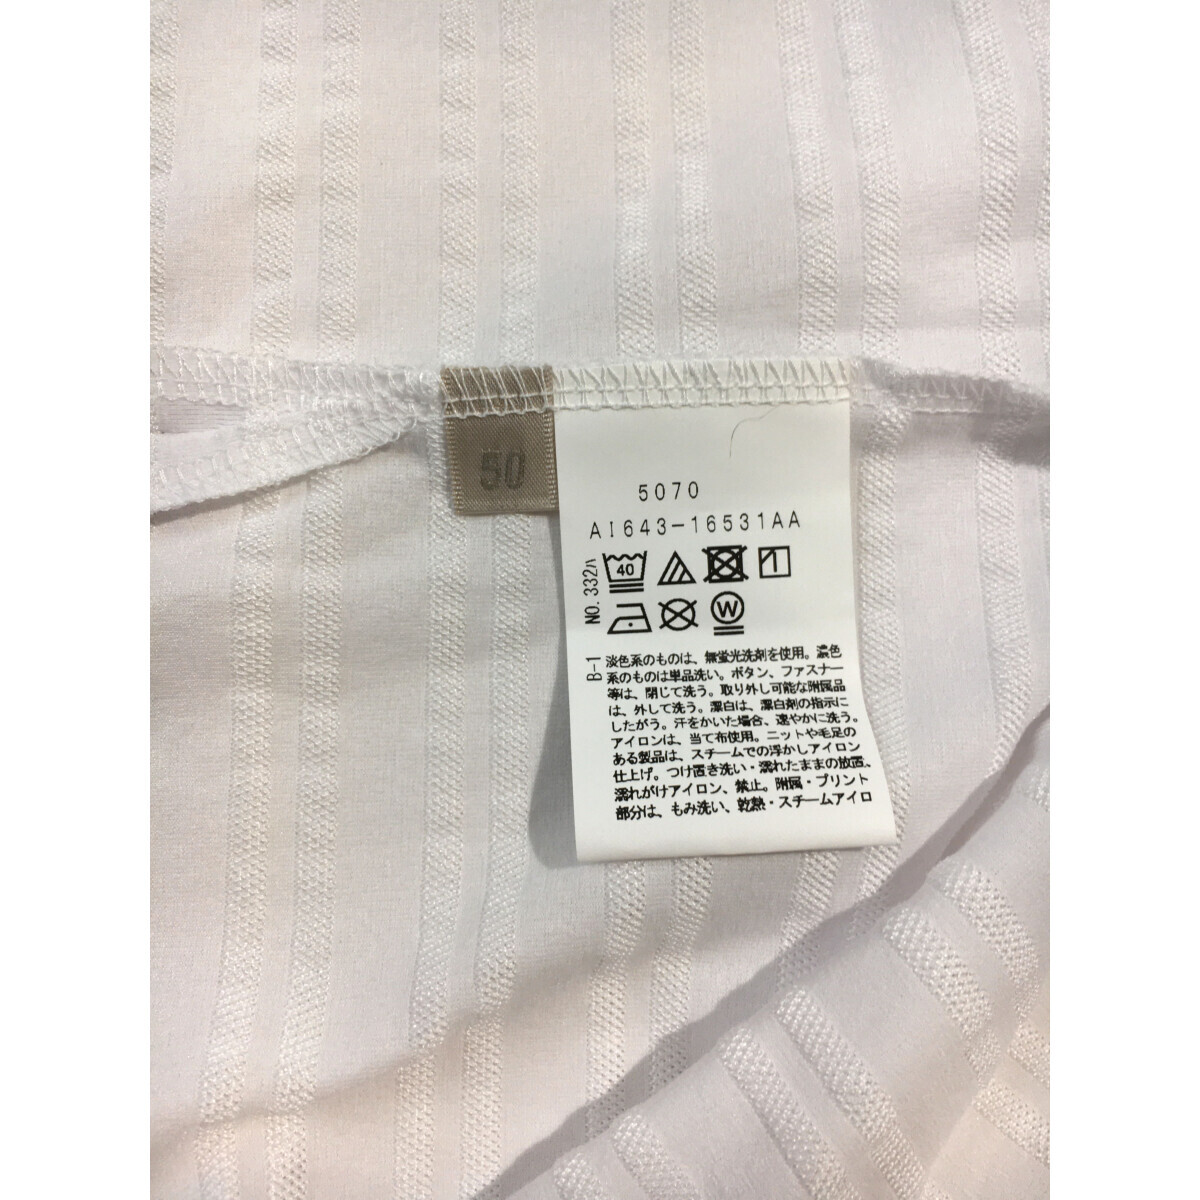 50
5070
AI643-16531AA
NO.332ハ
40
W
B-1
淡色系のものは、無蛍光洗剤を使用。濃色
系のものは単品洗い。ボタン、ファスナー
等は、閉じて洗う。取り外し可能な附属品
は、外して洗う。漂白は、漂白剤の指示に
したがう。汗をかいた場合、速やかに洗う。
アイロンは、当て布使用。ニットや毛足の
ある製品は、スチームでの浮かしアイロン
仕上げ。つけ置き洗い・濡れたままの放置、
濡れがけアイロン、禁止。附属・プリント
部分は、もみ洗い、乾熱・スチームアイロ